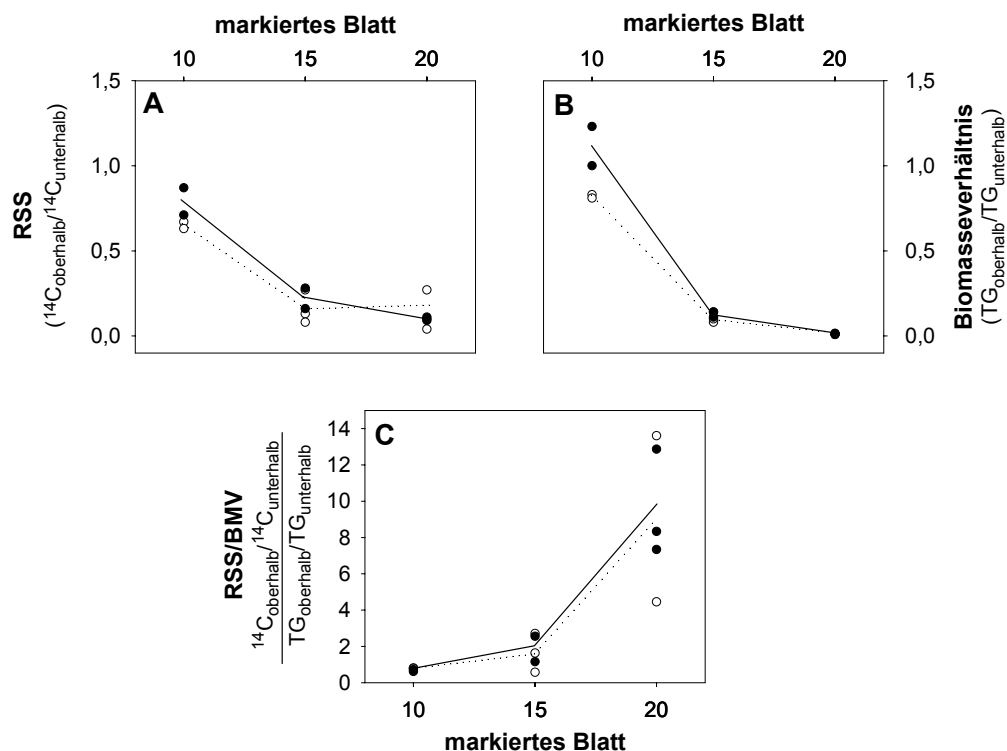 markiertes Blatt
10 15 20
A
1,5
1,0
0,5
0,0
RSS
(¹⁴C_oberhalb/¹⁴C_unterhalb)
markiertes Blatt
10 15 20
B
1,5
1,0
0,5
0,0
Biomasseverhältnis
(TG_oberhalb/TG_unterhalb)
C
14
12
10
8
6
4
2
0
RSS/BMV
¹⁴C_oberhalb/¹⁴C_unterhalb
TG_oberhalb/TG_unterhalb
10 15 20
markiertes Blatt